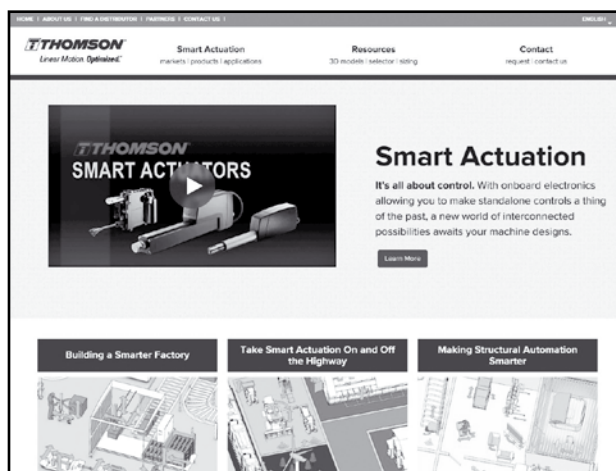 HOME | ABOUT US | FIND A DISTRIBUTOR | PARTNERS | CONTACT US |
ENGLISH
THOMSON
Linear Motion. Optimized.™
Smart Actuation
markets | products | applications
Resources
3D models | selector | sizing
Contact
request | contact us
THOMSON
SMART ACTUATORS
Smart Actuation
It's all about control. With onboard electronics
allowing you to make standalone controls a thing
of the past, a new world of interconnected
possibilities awaits your machine designs.
Learn More
Building a Smarter Factory
Take Smart Actuation On and Off
the Highway
Making Structural Automation
Smarter